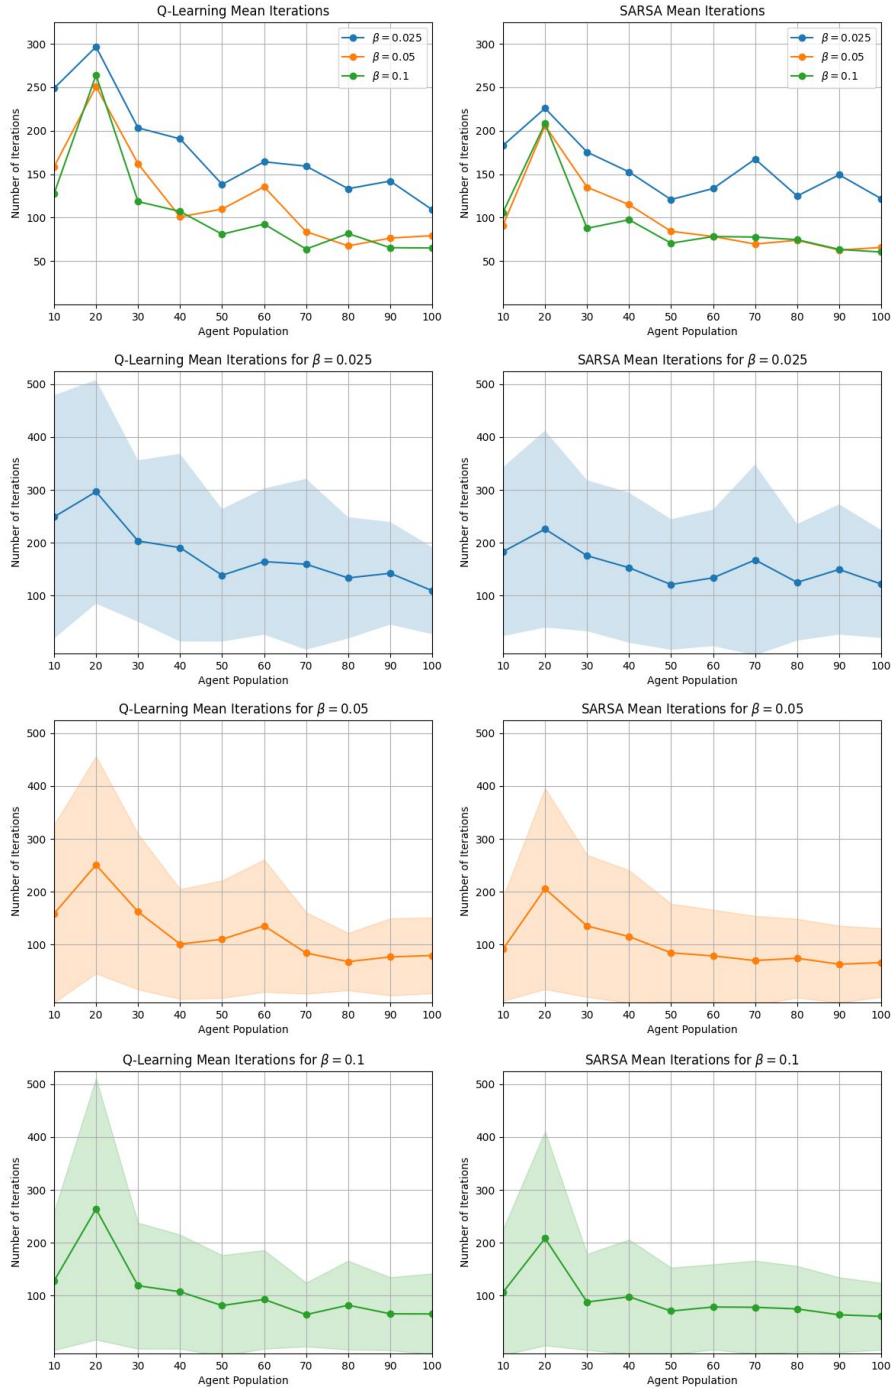 Q-Learning Mean Iterations
300
250
200
150
100
50
Number of Iterations
β = 0.025
β = 0.05
β = 0.1
10 20 30 40 50 60 70 80 90 100
Agent Population
SARSA Mean Iterations
300
250
200
150
100
50
Number of Iterations
β = 0.025
β = 0.05
β = 0.1
10 20 30 40 50 60 70 80 90 100
Agent Population
Q-Learning Mean Iterations for β = 0.025
500
400
300
200
100
Number of Iterations
10 20 30 40 50 60 70 80 90 100
Agent Population
SARSA Mean Iterations for β = 0.025
500
400
300
200
100
Number of Iterations
10 20 30 40 50 60 70 80 90 100
Agent Population
Q-Learning Mean Iterations for β = 0.05
500
400
300
200
100
Number of Iterations
10 20 30 40 50 60 70 80 90 100
Agent Population
SARSA Mean Iterations for β = 0.05
500
400
300
200
100
Number of Iterations
10 20 30 40 50 60 70 80 90 100
Agent Population
Q-Learning Mean Iterations for β = 0.1
500
400
300
200
100
Number of Iterations
10 20 30 40 50 60 70 80 90 100
Agent Population
SARSA Mean Iterations for β = 0.1
500
400
300
200
100
Number of Iterations
10 20 30 40 50 60 70 80 90 100
Agent Population